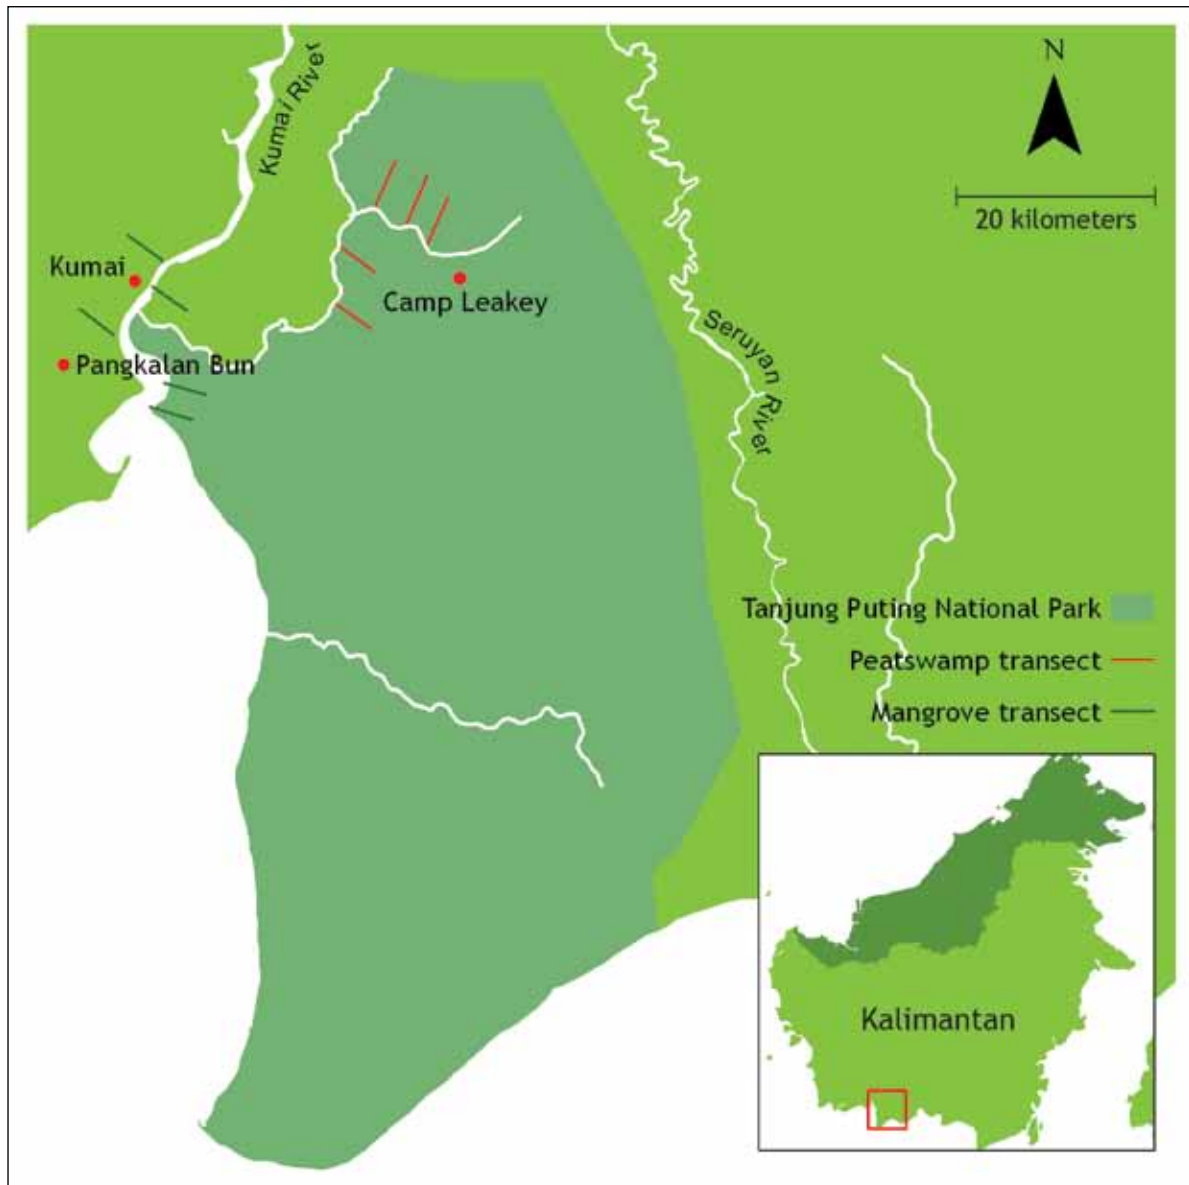 N
20 kilometers
Kumai River
Kumai
Camp Leakey
Pangkalan Bun
Seruyan
River
Tanjung Puting National Park
Peatswamp transect
Mangrove transect
Kalimantan